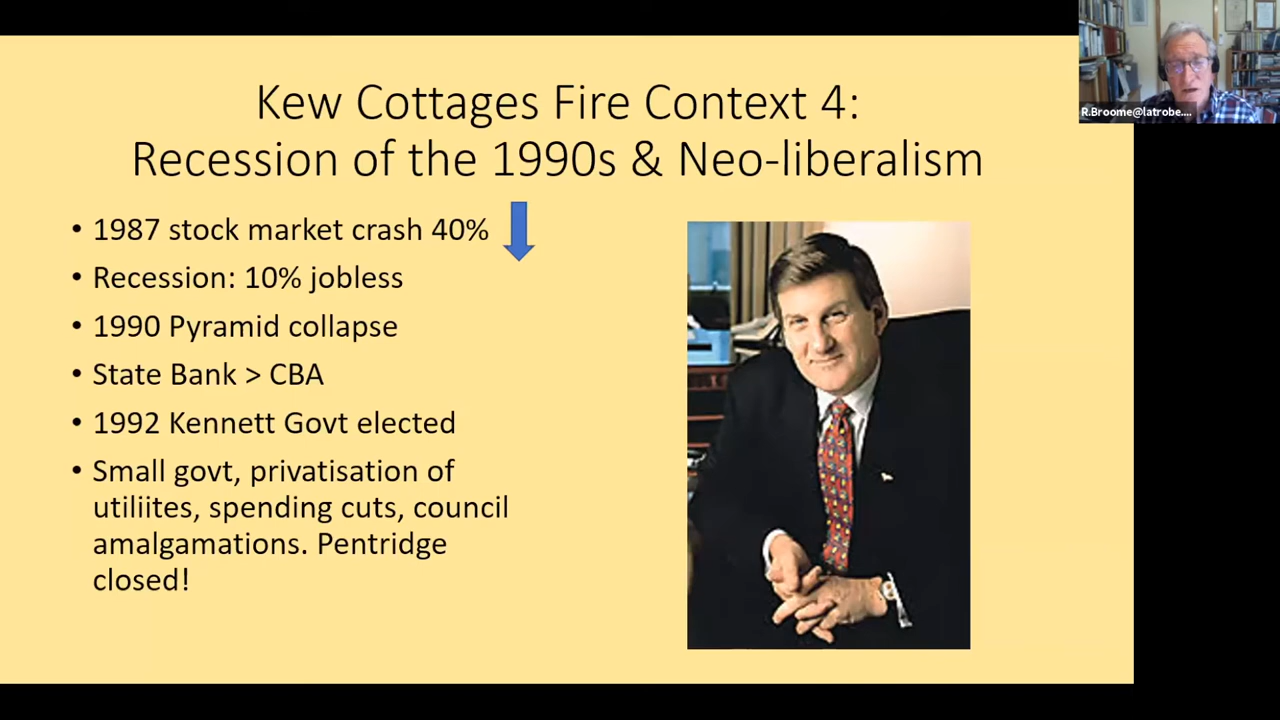 Kew Cottages Fire Context 4:
Recession of the 1990s & Neo-liberalism
• 1987 stock market crash 40%
• Recession: 10% jobless
• 1990 Pyramid collapse
• State Bank > CBA
• 1992 Kennett Govt elected
• Small govt, privatisation of
utiliites, spending cuts, council
amalgamations. Pentridge
closed!
R.Broome@latrobe....